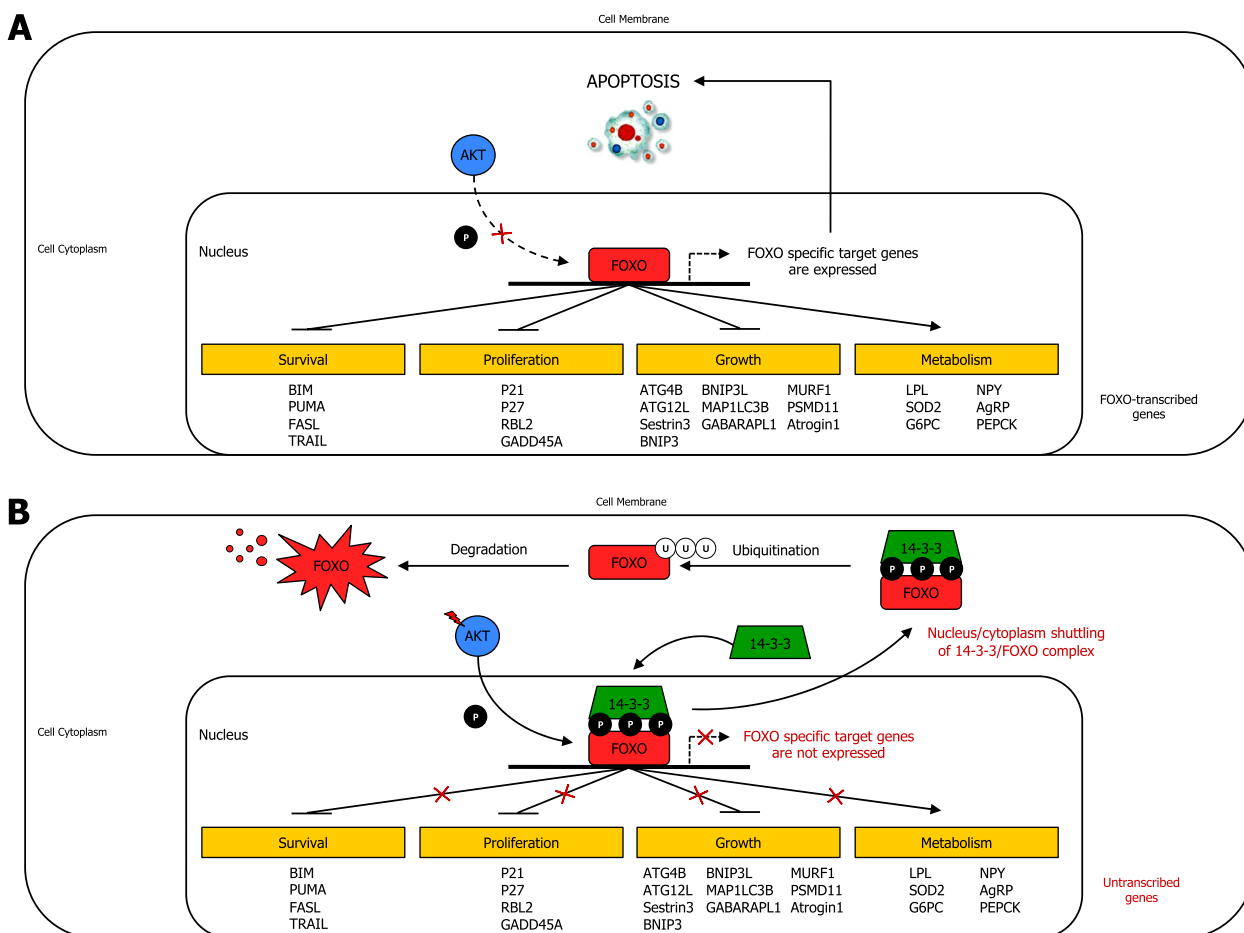 A
Cell Membrane
APOPTOSIS
AKT
Cell Cytoplasm
Nucleus
P
FOXO
FOXO specific target genes
are expressed
Survival
Proliferation
Growth
Metabolism
BIM
PUMA
FASL
TRAIL
P21
P27
RBL2
GADD45A
ATG4B BNIP3L MURF1
ATG12L MAP1LC3B PSMD11
Sestrin3 GABARAPL1 Atrogin1
BNIP3
LPL NPY
SOD2 AgRP
G6PC PEPCK
FOXO-transcribed
genes
B
Cell Membrane
FOXO
Degradation
FOXO
U U U
Ubiquitination
14-3-3
P P P
FOXO
AKT
14-3-3
Nucleus/cytoplasm shuttling
of 14-3-3/FOXO complex
Cell Cytoplasm
Nucleus
P
14-3-3
P P P
FOXO
FOXO specific target genes
are not expressed
Survival
Proliferation
Growth
Metabolism
BIM
PUMA
FASL
TRAIL
P21
P27
RBL2
GADD45A
ATG4B BNIP3L MURF1
ATG12L MAP1LC3B PSMD11
Sestrin3 GABARAPL1 Atrogin1
BNIP3
LPL NPY
SOD2 AgRP
G6PC PEPCK
Untranscribed
genes